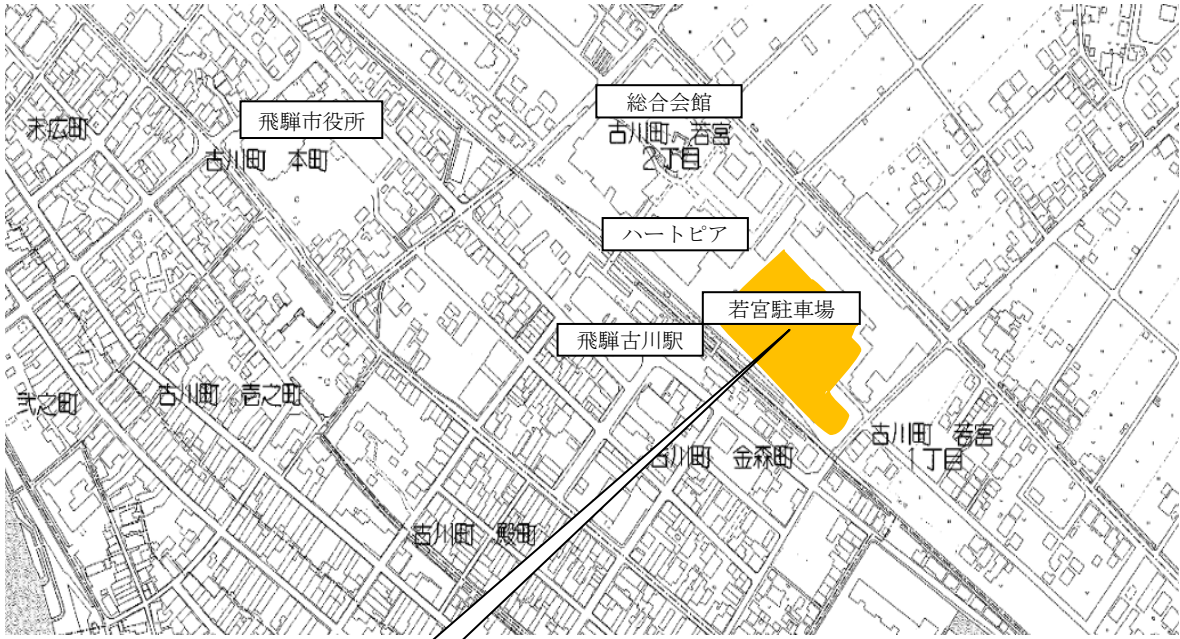 総合会館
飛騨市役所
末広町
古川町 本町
古川町 若宮
2丁目
ハートピア
若宮駐車場
飛騨古川駅
弐之町
古川町 壱之町
古川町 金森町
古川町 若宮
1丁目
古川町 殿町